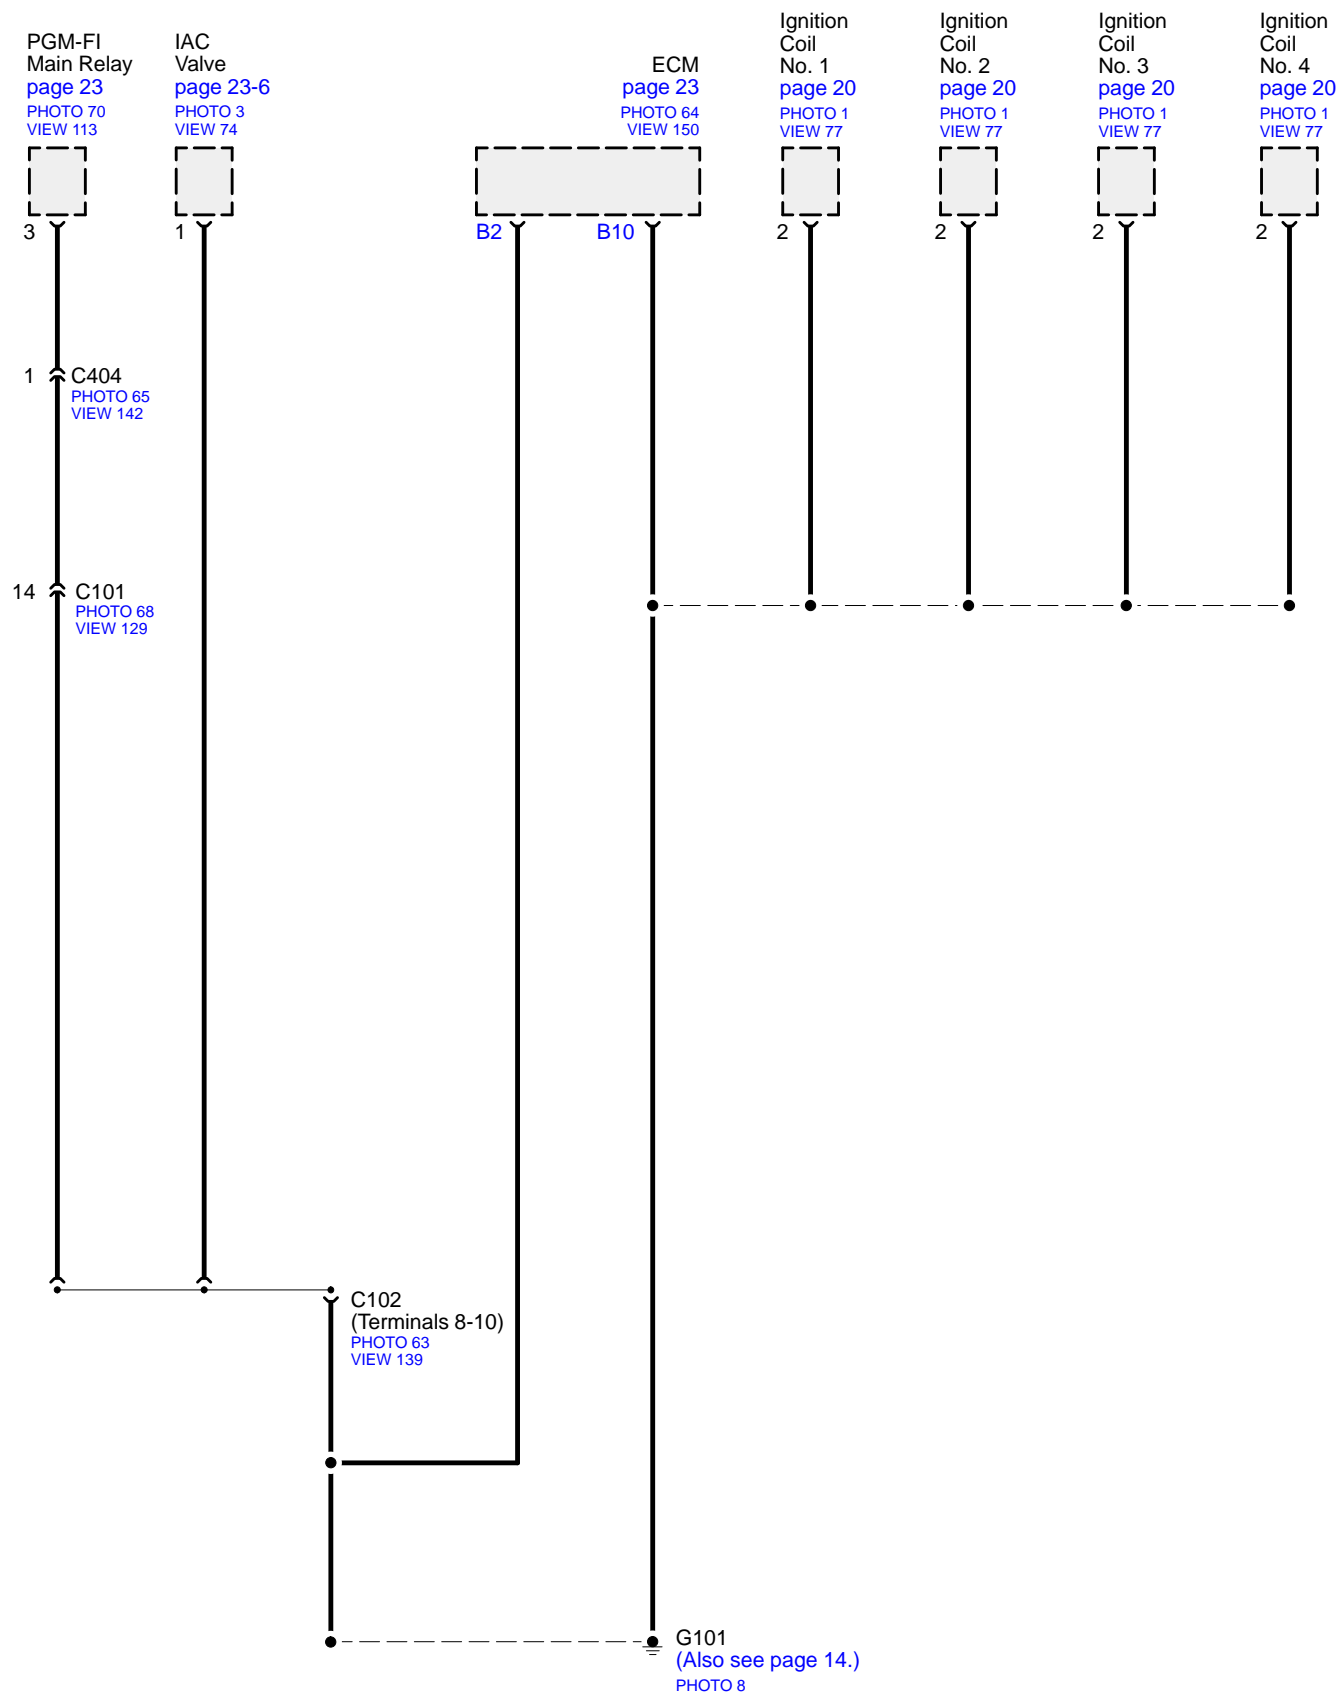 PGM-FI
Main Relay
page 23
PHOTO 70
VIEW 113
IAC
Valve
page 23-6
PHOTO 3
VIEW 74
ECM
page 23
PHOTO 64
VIEW 150
Ignition
Coil
No. 1
page 20
PHOTO 1
VIEW 77
Ignition
Coil
No. 2
page 20
PHOTO 1
VIEW 77
Ignition
Coil
No. 3
page 20
PHOTO 1
VIEW 77
Ignition
Coil
No. 4
page 20
PHOTO 1
VIEW 77
3
1
B2
B10
2
2
2
2
1
C404
PHOTO 65
VIEW 142
14
C101
PHOTO 68
VIEW 129
C102
(Terminals 8-10)
PHOTO 63
VIEW 139
G101
(Also see page 14.)
PHOTO 8